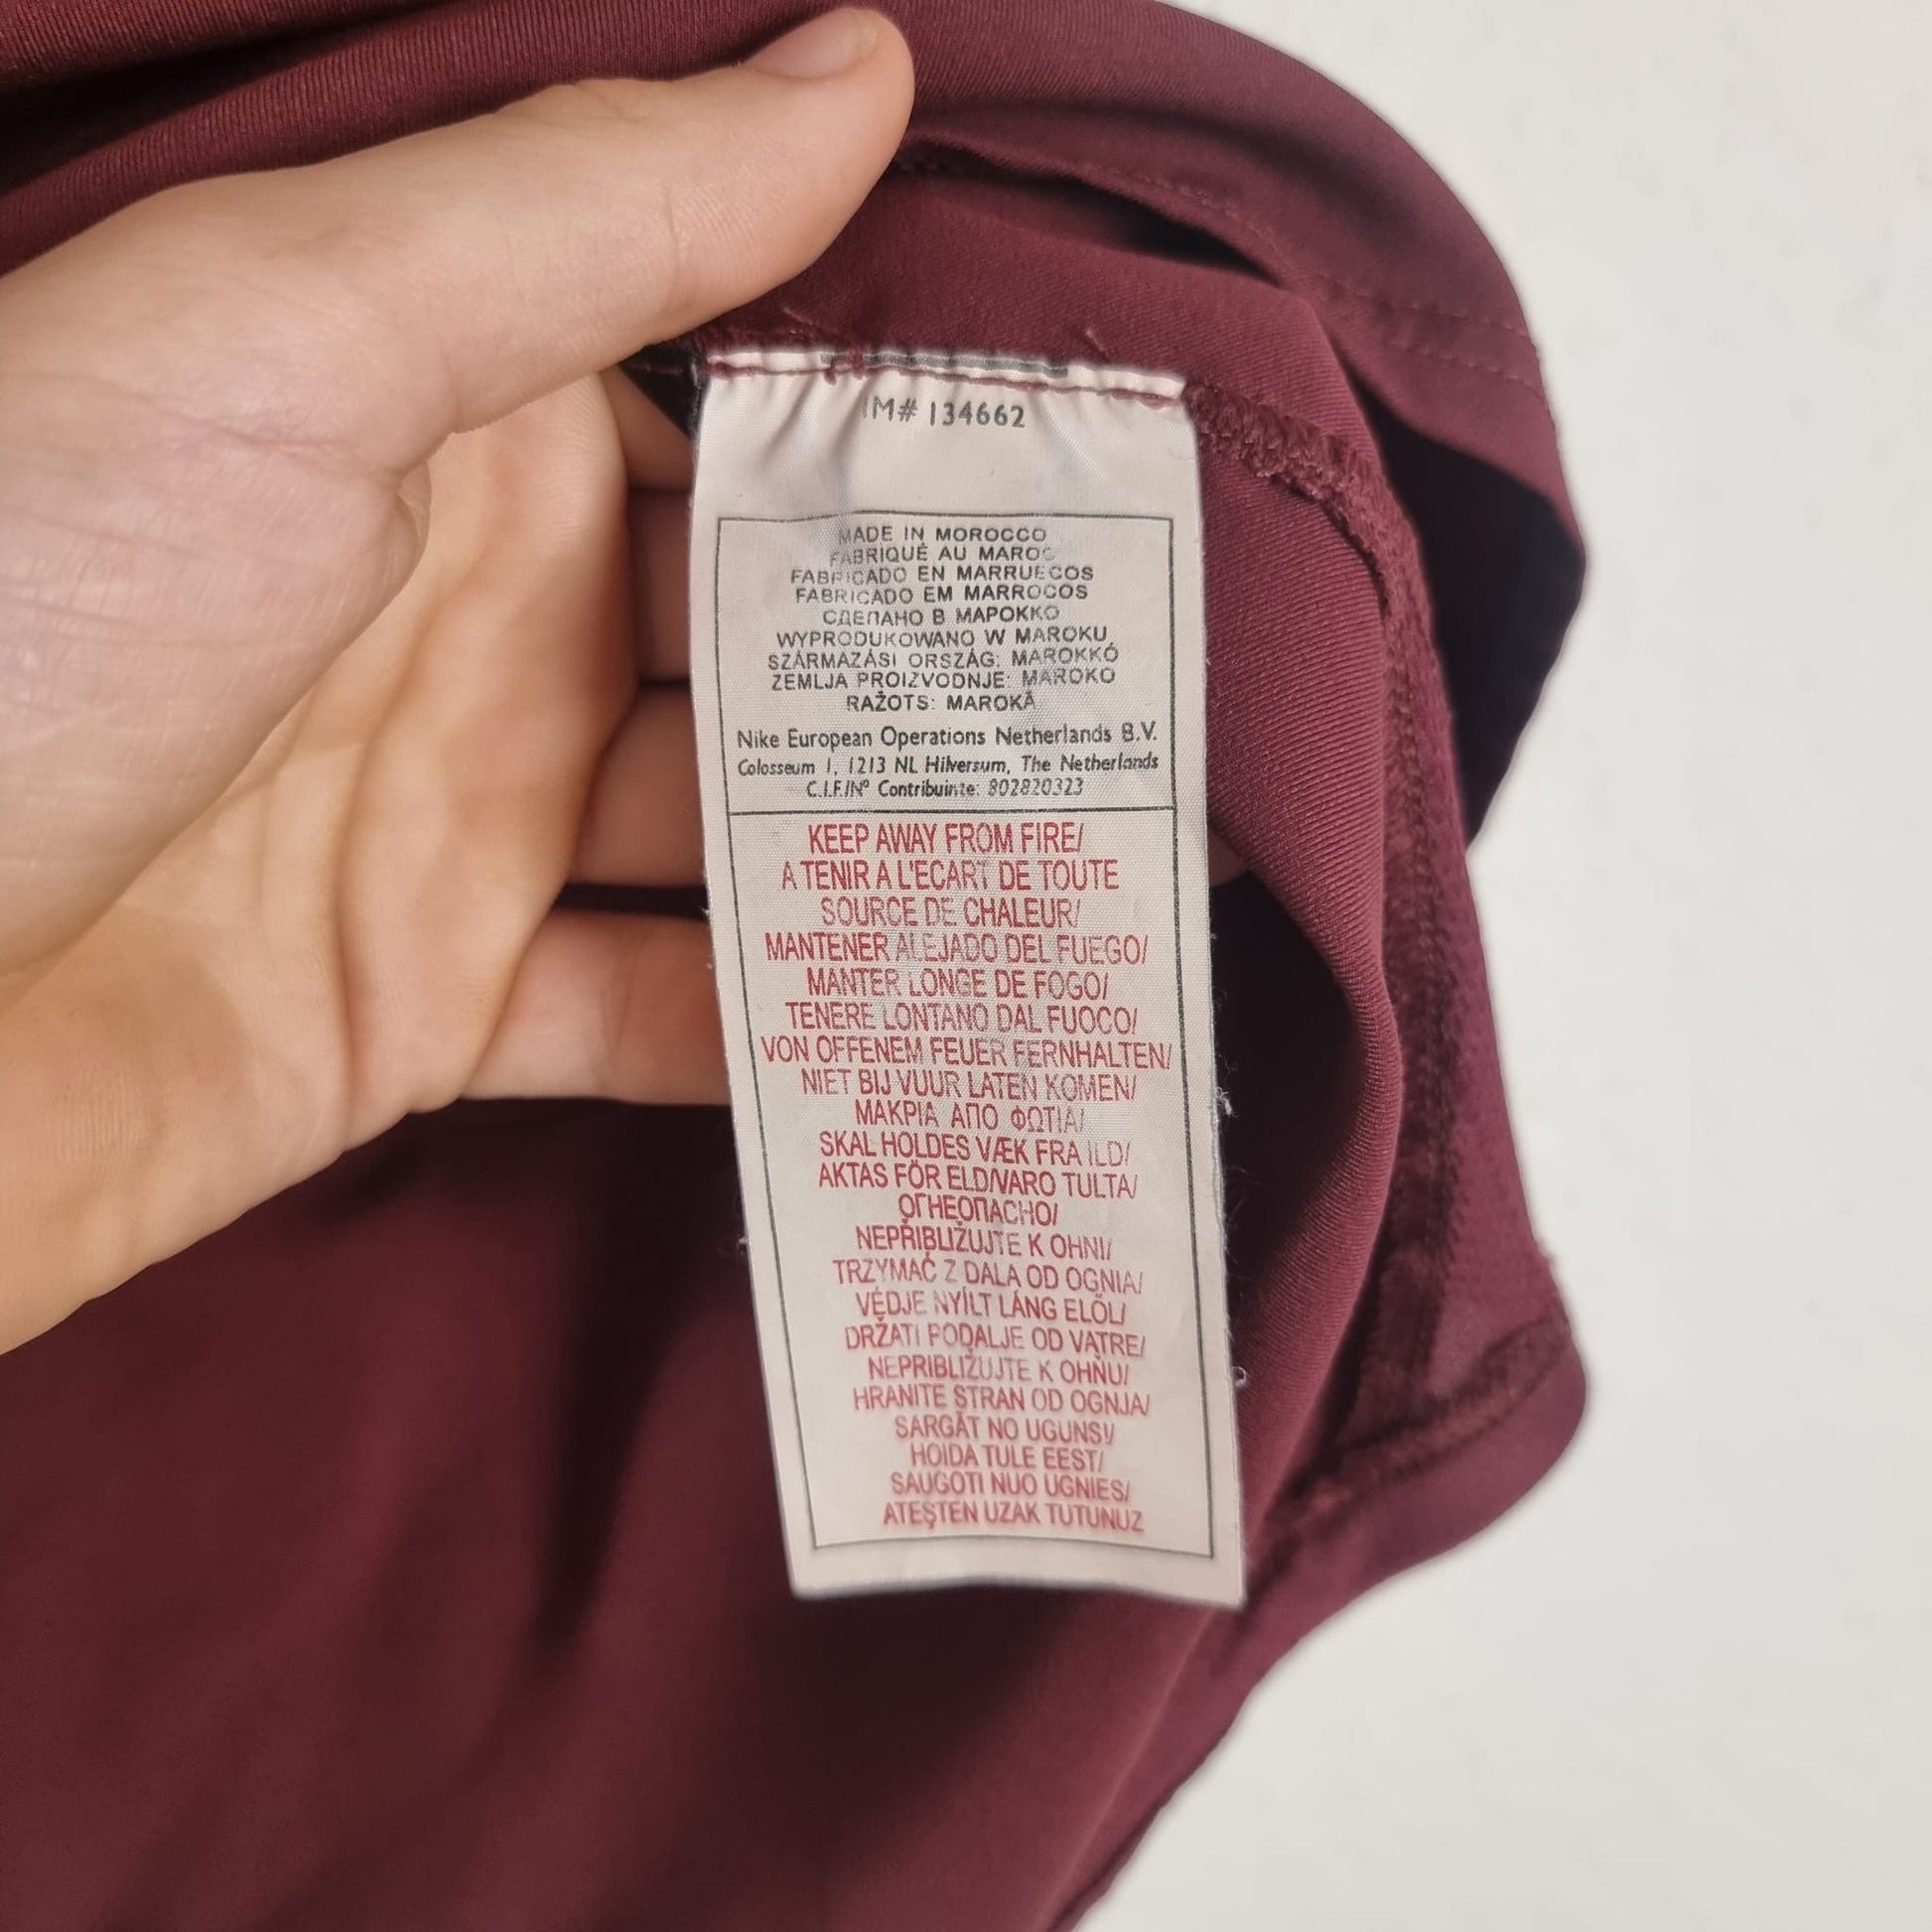 IM# 134662
MADE IN MOROCCO
FABRIQUÉ AU MAROC
FABRICADO EN MARRUECOS
FABRICADO EM MARROCOS
СДЕЛАНО В МАРОККО
WYPRODUKOWANO W MAROKU
SZÁRMAZÁSI ORSZÁG: MAROKKÓ
ZEMLJA PROIZVODNJE: MAROKO
RAŽOTS: MAROKĀ
Nike European Operations Netherlands B.V.
Colosseum 1, 1213 NL Hilversum, The Netherlands
C.I.F./Nº Contribuinte: 802820323
KEEP AWAY FROM FIRE/
A TENIR A L'ECART DE TOUTE
SOURCE DE CHALEUR/
MANTENER ALEJADO DEL FUEGO/
MANTER LONGE DE FOGO/
TENERE LONTANO DAL FUOCO/
VON OFFENEM FEUER FERNHALTEN/
NIET BIJ VUUR LATEN KOMEN/
ΜΑΚΡΙΑ ΑΠΟ ΦΩΤΙΑ/
SKAL HOLDES VÆK FRA ILD/
AKTAS FÖR ELD/VARO TULTA/
ОГНЕОПАСНО/
NEPŘIBLIŽUJTE K OHNI/
TRZYMAĆ Z DALA OD OGNIA/
VÉDJE NYÍLT LÁNG ELŐL/
DRŽATI PODALJE OD VATRE/
NEPRIBLIŽUJTE K OHŇU/
HRANITE STRAN OD OGNJA/
SARGĀT NO UGUNS!/
HOIDA TULE EEST/
SAUGOTI NUO UGNIES/
ATEŞTEN UZAK TUTUNUZ